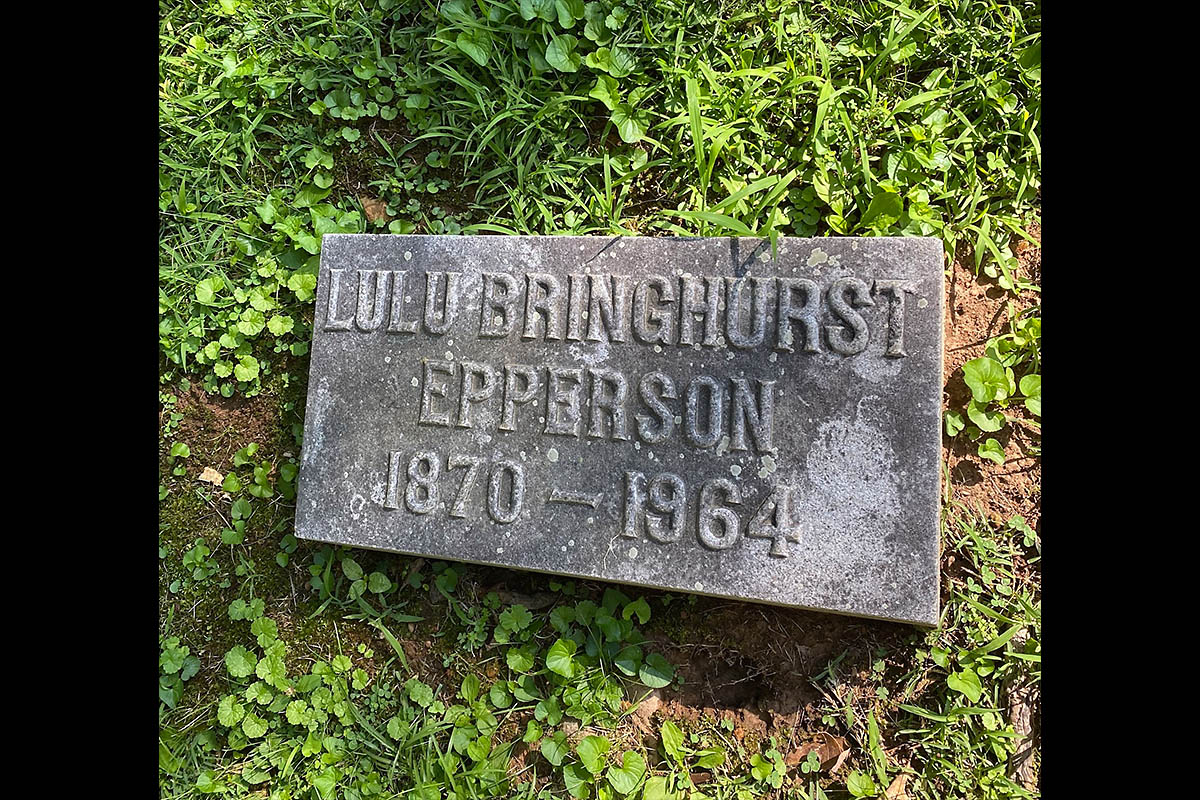 LULU BRINGHURST
EPPERSON
1870 – 1964